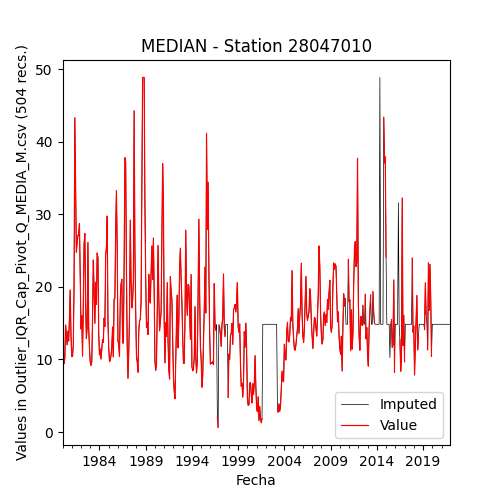 MEDIAN - Station 28047010
Values in Outlier_IQR_Cap_Pivot_Q_MEDIA_M.csv (504 recs.)
50
40
30
20
10
0
1984 1989 1994 1999 2004 2009 2014 2019
Fecha
Imputed
Value